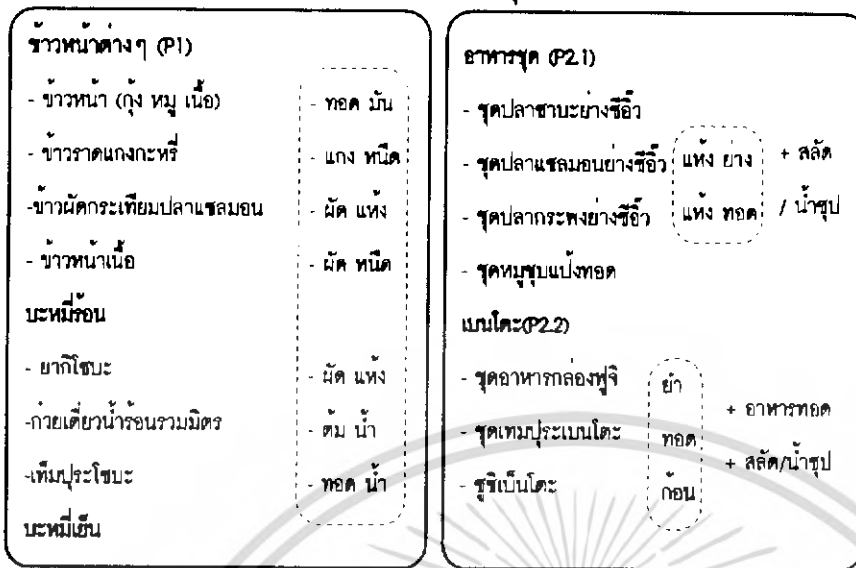 ข้าวหน้าต่างๆ (P1)
- ข้าวหน้า (กุ้ง หมู เนื้อ) - ทอด มัน
- ข้าวราดแกงกะหรี่ - แกง หนืด
-ข้าวผัดกระเทียมปลาแซลมอน - ผัด แห้ง
- ข้าวหน้าเนื้อ - ผัด หนืด
บะหมี่ร้อน
- ยากิโซบะ - ผัด แห้ง
-ก๋วยเตี๋ยวน้ำร้อนรวมมิตร - ต้ม น้ำ
-เท็มปุระโซบะ - ทอด น้ำ
บะหมี่เย็น
อาหารชุด (P2.1)
- ชุดปลาซาบะย่างซีอิ๊ว
- ชุดปลาแซลมอนย่างซีอิ๊ว แห้ง ย่าง + สลัด
- ชุดปลากระพงย่างซีอิ๊ว แห้ง ทอด / น้ำซุป
- ชุดหมูชุบแป้งทอด
เบนโตะ(P2.2)
- ชุดอาหารกล่องฟูจิ ยำ
+ อาหารทอด
- ชุดเทมปุระเบนโตะ ทอด
+ สลัด/น้ำซุป
- ซูชิเบ็นโตะ ก้อน